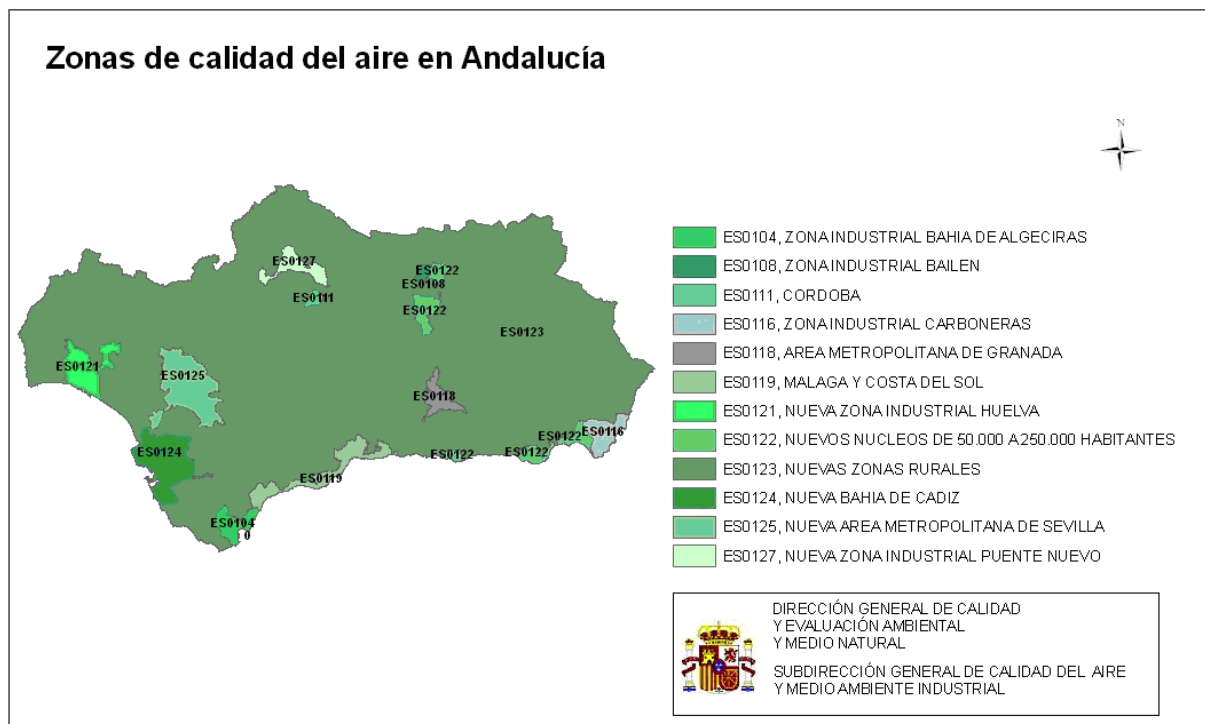 Zonas de calidad del aire en Andalucía
N
ES0127
ES0122
ES0108
ES0111
ES0122
ES0123
ES0121
ES0125
ES0118
ES0124
ES0122
ES0116
ES0122
ES0122
ES0119
ES0104
0
ES0104, ZONA INDUSTRIAL BAHIA DE ALGECIRAS
ES0108, ZONA INDUSTRIAL BAILEN
ES0111, CORDOBA
ES0116, ZONA INDUSTRIAL CARBONERAS
ES0118, AREA METROPOLITANA DE GRANADA
ES0119, MALAGA Y COSTA DEL SOL
ES0121, NUEVA ZONA INDUSTRIAL HUELVA
ES0122, NUEVOS NUCLEOS DE 50.000 A 250.000 HABITANTES
ES0123, NUEVAS ZONAS RURALES
ES0124, NUEVA BAHIA DE CADIZ
ES0125, NUEVA AREA METROPOLITANA DE SEVILLA
ES0127, NUEVA ZONA INDUSTRIAL PUENTE NUEVO
DIRECCIÓN GENERAL DE CALIDAD
Y EVALUACIÓN AMBIENTAL
Y MEDIO NATURAL
SUBDIRECCIÓN GENERAL DE CALIDAD DEL AIRE
Y MEDIO AMBIENTE INDUSTRIAL